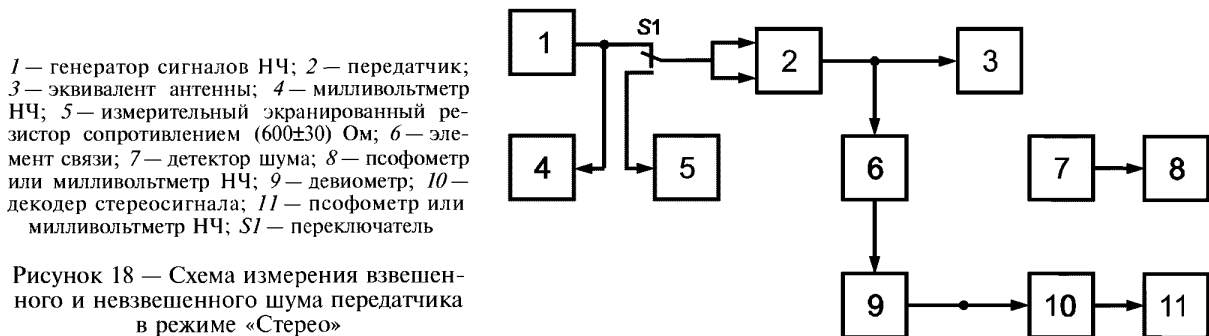 1 — генератор сигналов НЧ; 2 — передатчик;
3 — эквивалент антенны; 4 — милливольтметр
НЧ; 5 — измерительный экранированный ре-
зистор сопротивлением (600±30) Ом; 6 — эле-
мент связи; 7 — детектор шума; 8 — псофометр
или милливольтметр НЧ; 9 — девиометр; 10 —
декодер стереосигнала; 11 — псофометр или
милливольтметр НЧ; S1 — переключатель
Рисунок 18 — Схема измерения взвешен-
ного и невзвешенного шума передатчика
в режиме «Стерео»
S1
1
2
3
4
5
6
7
8
9
10
11